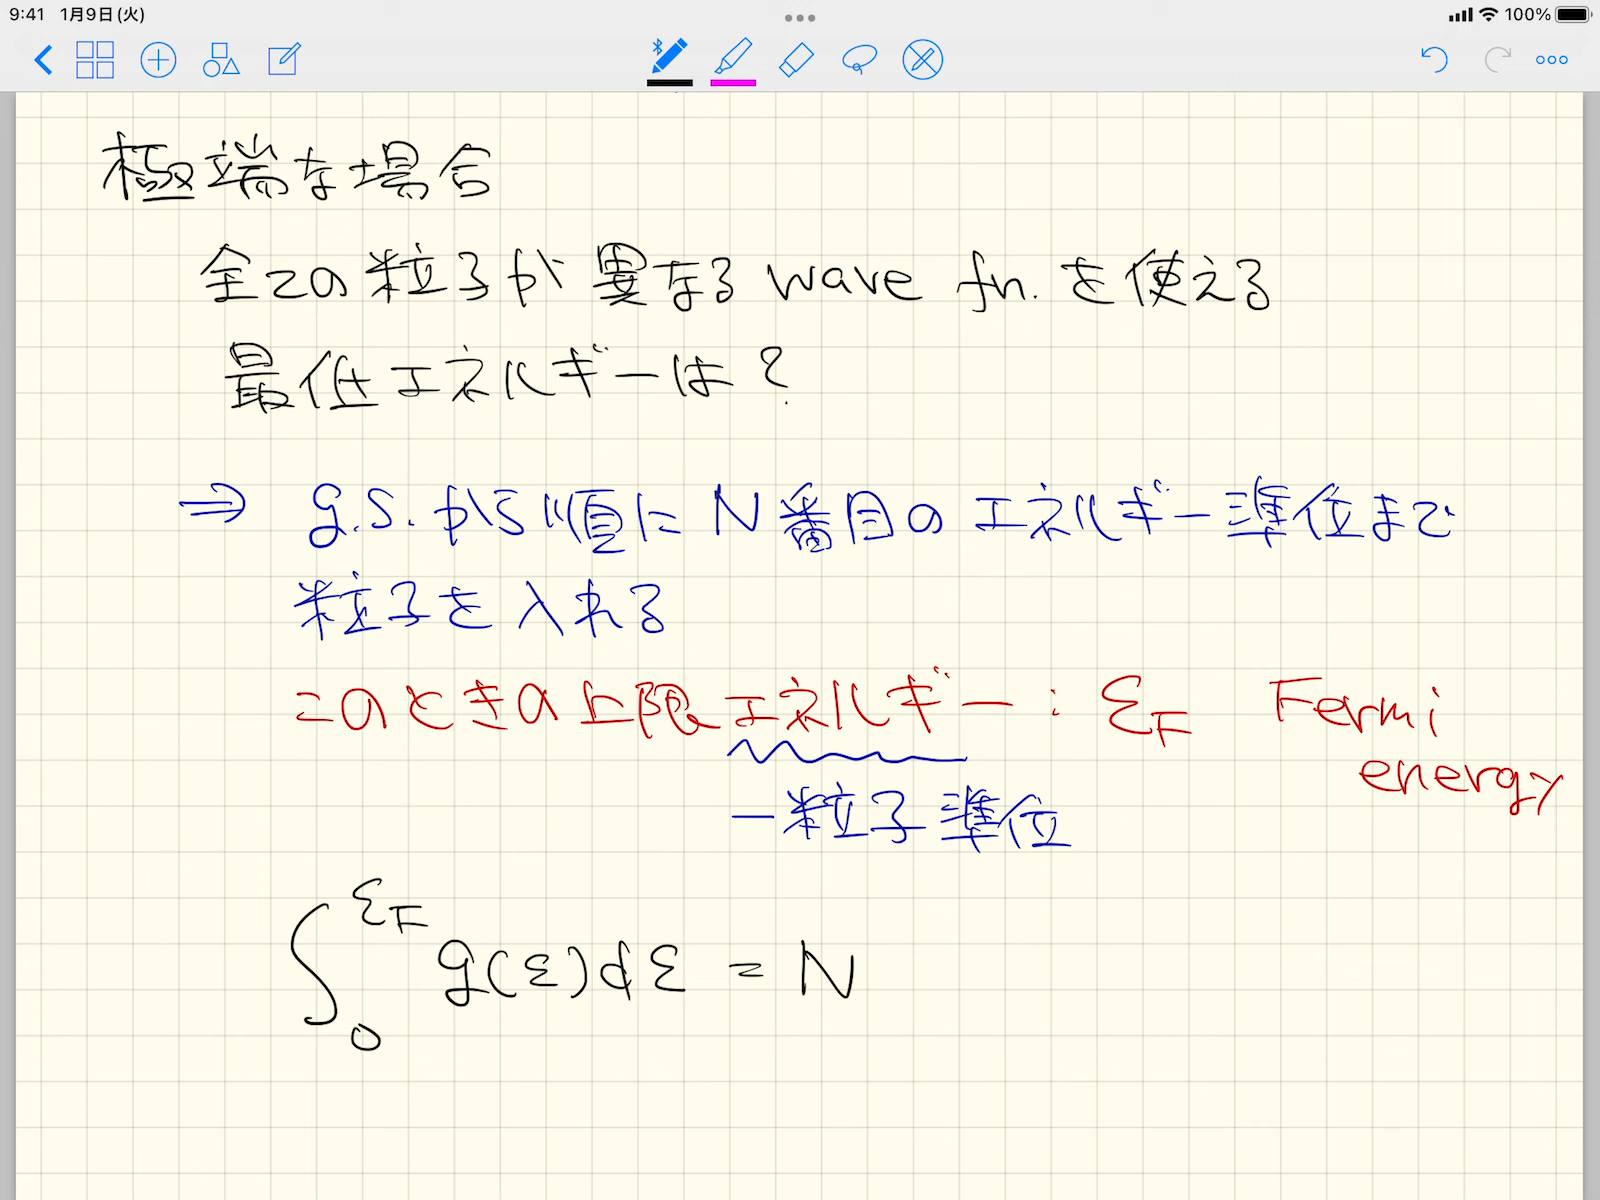 9:41 1月9日(火) 100%
極端な場合
全ての粒子が異なる wave fn. を使える
最低エネルギーは?
⇒ g.s.から順に N番目のエネルギー準位まで
粒子を入れる
このときの上限エネルギー: εF Fermi
energy
一粒子準位
∫₀^εF g(ε)dε = N